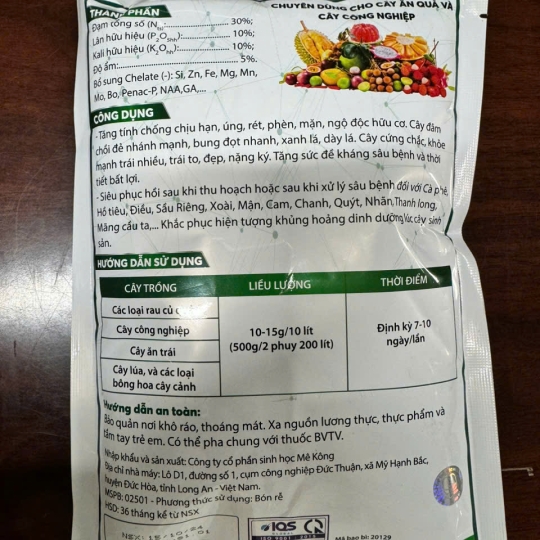 THÀNH PHẦN
CHUYÊN DÙNG CHO CÂY ĂN QUẢ VÀ
CÂY CÔNG NGHIỆP
Đạm tổng số (Nts): 30%;
Lân hữu hiệu (P2O5hh): 10%;
Kali hữu hiệu (K2Ohh): 10%;
Độ ẩm: 5%.
Bổ sung Chelate (-): Si, Zn, Fe, Mg, Mn,
Mo, Bo, Penac-P, NAA,GA,...
CÔNG DỤNG
-Tăng tính chống chịu hạn, úng, rét, phèn, mặn, ngộ độc hữu cơ. Cây đâm
chồi đẻ nhánh mạnh, bung đọt nhanh, xanh lá, dày lá. Cây cứng chắc, khỏe
mạnh trái nhiều, trái to, đẹp, nặng ký. Tăng sức đề kháng sâu bệnh và thời
tiết bất lợi.
-Siêu phục hồi sau khi thu hoạch hoặc sau khi xử lý sâu bệnh đối với Cà phê,
Hồ tiêu, Điều, Sầu Riêng, Xoài, Mận, Cam, Chanh, Quýt, Nhãn,Thanh long,
Mãng cầu ta,... Khắc phục hiện tượng khủng hoảng dinh dưỡng lúc cây sinh
sản.
HƯỚNG DẪN SỬ DỤNG
CÂY TRỒNG LIỀU LƯỢNG THỜI ĐIỂM
Các loại rau củ
Cây công nghiệp
Cây ăn trái
Cây lúa, và các loại
bông hoa cây cảnh
10-15g/10 lít
(500g/2 phuy 200 lít)
Định kỳ 7-10
ngày/lần
Hướng dẫn an toàn:
Bảo quản nơi khô ráo, thoáng mát. Xa nguồn lương thực, thực phẩm và
tầm tay trẻ em. Có thể pha chung với thuốc BVTV.
Nhập khẩu và sản xuất: Công ty cổ phần sinh học Mê Kông
Địa chỉ nhà máy: Lô D1, đường số 1, cụm công nghiệp Đức Thuận, xã Mỹ Hạnh Bắc,
huyện Đức Hòa, tỉnh Long An - Việt Nam.
MSPB: 02501 - Phương thức sử dụng: Bón rễ
HSD: 36 tháng kể từ NSX
NSX: 15/10/24
IQS
Mã bao bì: 20129